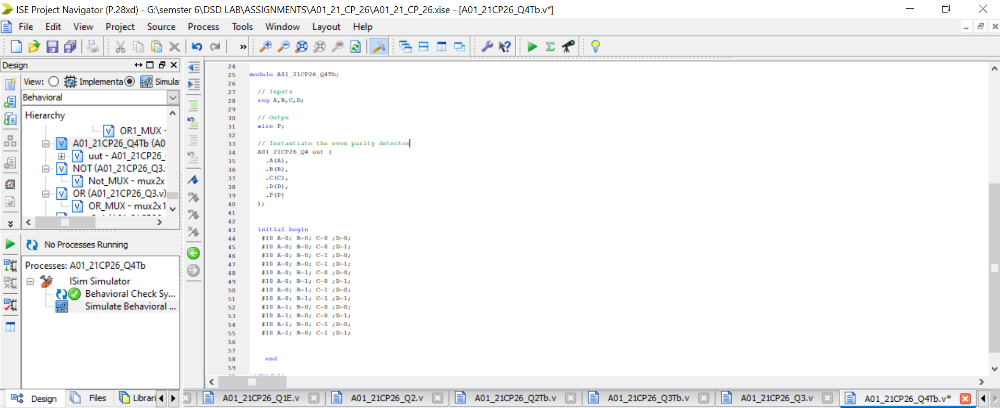 ISE Project Navigator (P.28xd) - G:\semster 6\DSD LAB\ASSIGNMENTS\A01_21_CP_26\A01_21_CP_26.xise - [A01_21CP26_Q4Tb.v*]
File Edit View Project Source Process Tools Window Layout Help
Design
View: Implementa Simula
Behavioral
Hierarchy
OR1_MUX -
A01_21CP26_Q4Tb (A0
uut - A01_21CP26_
NOT (A01_21CP26_Q3.
Not_MUX - mux2x
OR (A01_21CP26_Q3.v)
OR_MUX - mux2x1
No Processes Running
Processes: A01_21CP26_Q4Tb
ISim Simulator
Behavioral Check Sy...
Simulate Behavioral ...
Design Files Librari
24
25 module A01_21CP26_Q4Tb;
26
27 // Inputs
28 reg A,B,C,D;
29
30 // Outpu
31 wire P;
32
33 // Instantiate the even parity detector
34 A01_21CP26_Q4 uut (
35 .A(A),
36 .B(B),
37 .C(C),
38 .D(D),
39 .P(P)
40 );
41
42
43 initial begin
44 #10 A=0; B=0; C=0 ;D=0;
45 #10 A=0; B=0; C=0 ;D=1;
46 #10 A=0; B=0; C=1 ;D=0;
47 #10 A=0; B=0; C=1 ;D=1;
48 #10 A=0; B=1; C=0 ;D=0;
49 #10 A=0; B=1; C=0 ;D=1;
50 #10 A=0; B=1; C=1 ;D=0;
51 #10 A=0; B=1; C=1 ;D=1;
52 #10 A=1; B=0; C=0 ;D=0;
53 #10 A=1; B=0; C=0 ;D=1;
54 #10 A=1; B=0; C=1 ;D=0;
55 #10 A=1; B=0; C=1 ;D=1;
56
57
58 end
59
A01_21CP26_Q1E.v A01_21CP26_Q2.v A01_21CP26_Q2Tb.v A01_21CP26_Q3Tb.v A01_21CP26_Q3.v A01_21CP26_Q4Tb.v*